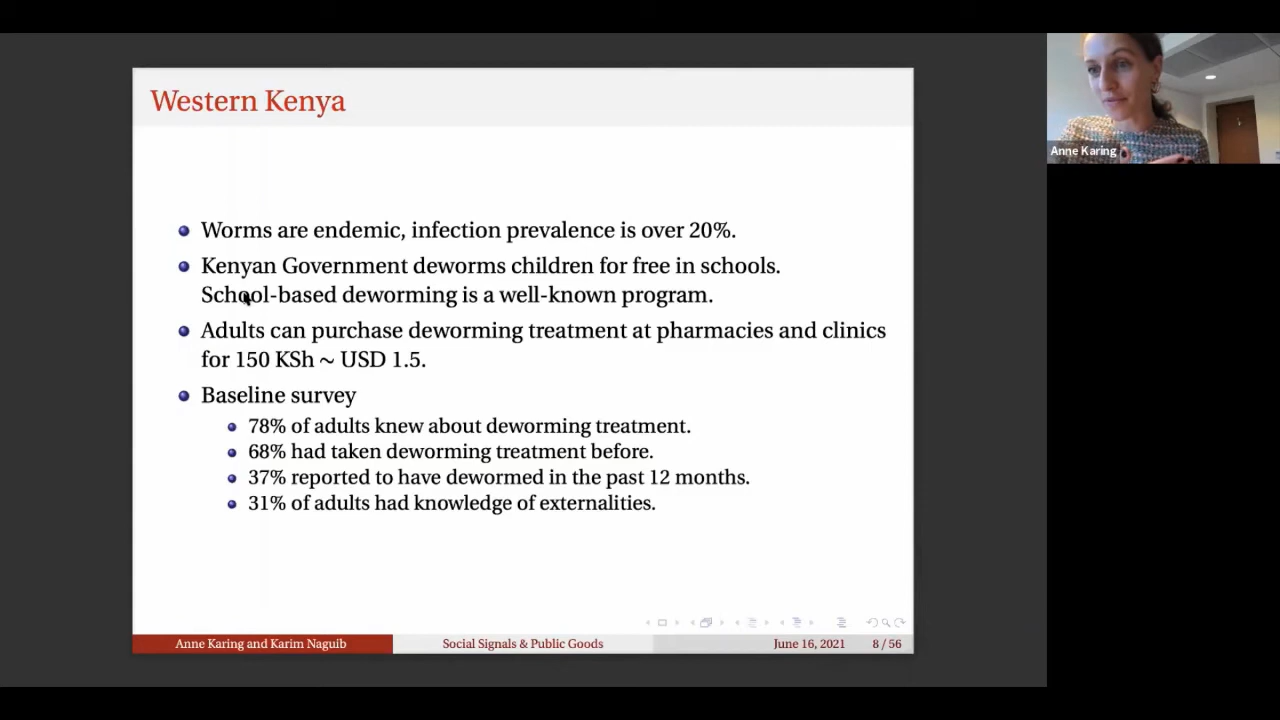 Western Kenya
Worms are endemic, infection prevalence is over 20%.
Kenyan Government deworms children for free in schools.
School-based deworming is a well-known program.
Adults can purchase deworming treatment at pharmacies and clinics
for 150 KSh ~ USD 1.5.
Baseline survey
78% of adults knew about deworming treatment.
68% had taken deworming treatment before.
37% reported to have dewormed in the past 12 months.
31% of adults had knowledge of externalities.
Anne Karing and Karim Naguib
Social Signals & Public Goods
June 16, 2021
8 / 56
Anne Karing